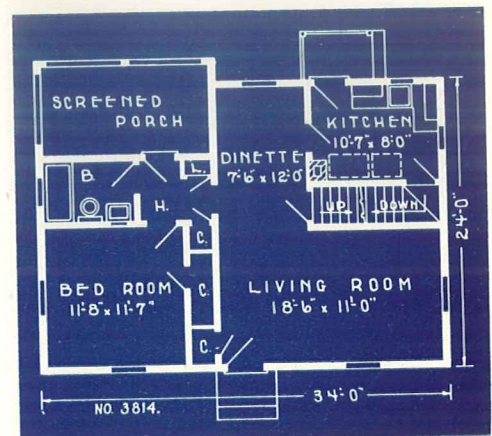 SCREENED
PORCH
KITCHEN
10'-7" x 8'-0"
DINETTE
7'-6" x 12'-0"
B.
L.
H.
UP
DOWN
C.
24'-0"
BED ROOM
11'-8" x 11'-7"
C.
LIVING ROOM
18'-6" x 11'-0"
C.
34'-0"
NO. 3814.